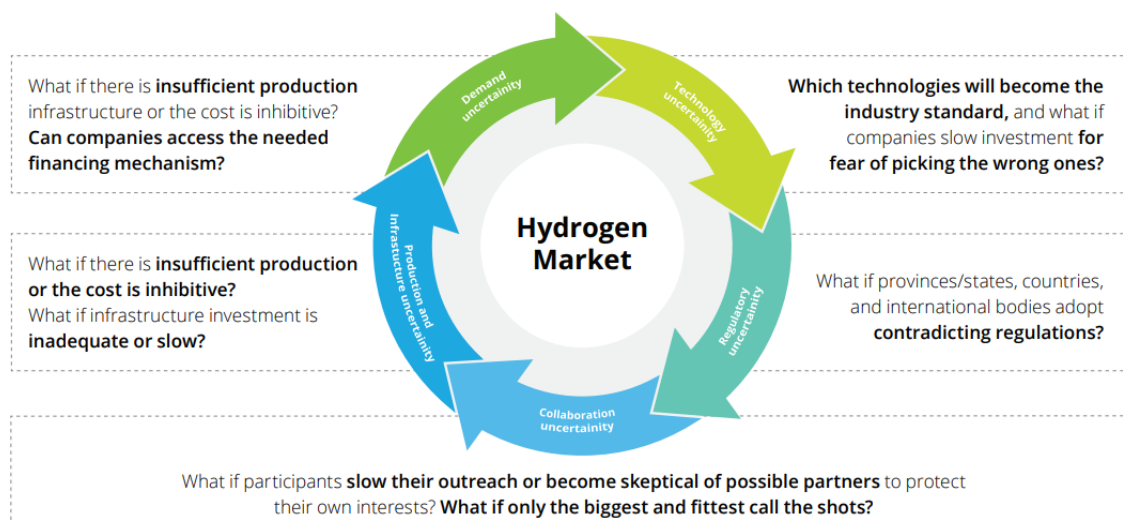 What if there is insufficient production
infrastructure or the cost is inhibitive?
Can companies access the needed
financing mechanism?
Demand
uncertainty
Technology
uncertainty
Which technologies will become the
industry standard, and what if
companies slow investment for
fear of picking the wrong ones?
Hydrogen
Market
What if there is insufficient production
or the cost is inhibitive?
What if infrastructure investment is
inadequate or slow?
Production and
Infrastucture uncertainty
Regulatory
uncertainty
What if provinces/states, countries,
and international bodies adopt
contradicting regulations?
Collaboration
uncertainty
What if participants slow their outreach or become skeptical of possible partners to protect
their own interests? What if only the biggest and fittest call the shots?